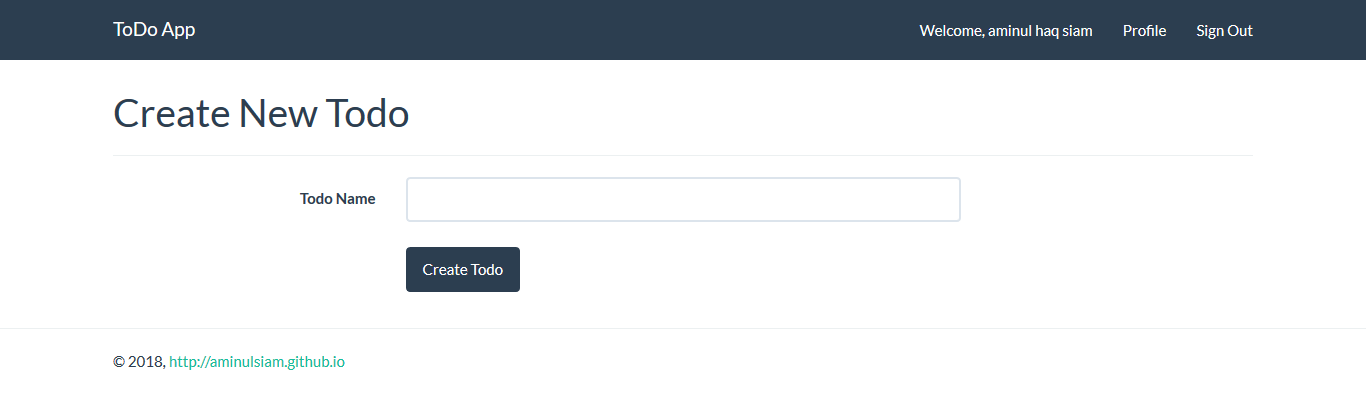 ToDo App Welcome, aminul haq siam Profile Sign Out
Create New Todo
Todo Name
Create Todo
© 2018, http://aminulsiam.github.io